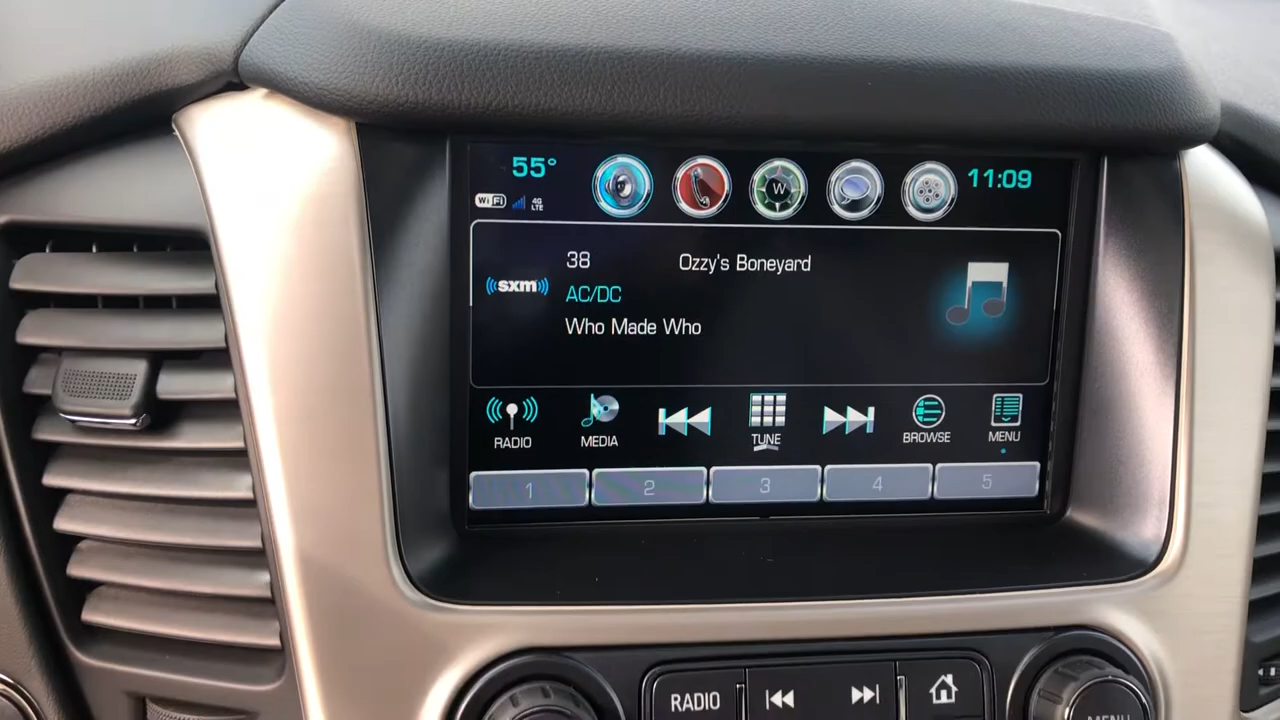 55°
11:09
WiFi
4G
LTE
W
38 Ozzy's Boneyard
sxm
AC/DC
Who Made Who
RADIO
MEDIA
TUNE
BROWSE
MENU
1 2 3 4 5
RADIO
MENU